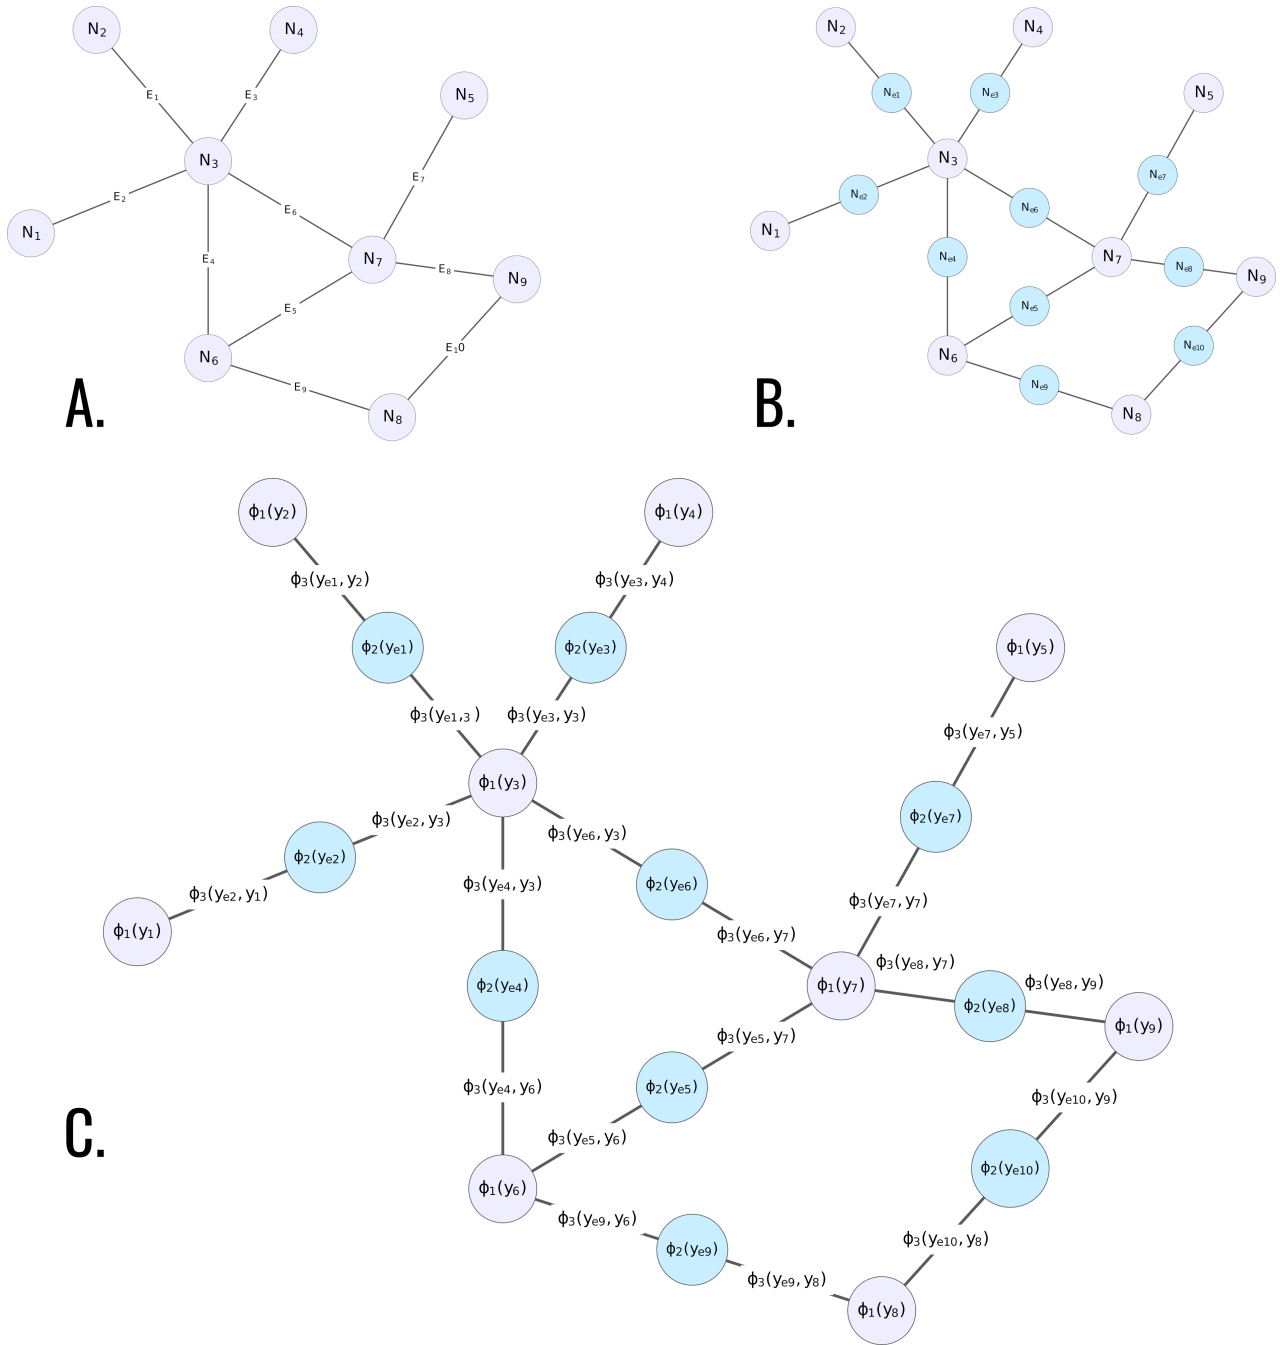 N₂
N₄
E₁
E₃
N₅
N₃
E₇
E₂
E₆
N₁
E₄
N₇
E₈
N₉
E₅
E₁0
N₆
E₉
N₈
A.
N₂
N₄
Nₑ₁
Nₑ₃
N₅
N₃
Nₑ₇
Nₑ₂
Nₑ₆
N₁
Nₑ₄
N₇
Nₑ₈
N₉
Nₑ₅
Nₑ₁₀
N₆
Nₑ₉
N₈
B.
ϕ₁(y₂)
ϕ₁(y₄)
ϕ₃(yₑ₁,y₂)
ϕ₃(yₑ₃,y₄)
ϕ₂(yₑ₁)
ϕ₂(yₑ₃)
ϕ₁(y₅)
ϕ₃(yₑ₁,₃ )
ϕ₃(yₑ₃,y₃)
ϕ₃(yₑ₇,y₅)
ϕ₁(y₃)
ϕ₃(yₑ₂,y₃)
ϕ₃(yₑ₆,y₃)
ϕ₂(yₑ₇)
ϕ₂(yₑ₂)
ϕ₃(yₑ₄,y₃)
ϕ₂(yₑ₆)
ϕ₃(yₑ₂,y₁)
ϕ₃(yₑ₇,y₇)
ϕ₁(y₁)
ϕ₃(yₑ₆,y₇)
ϕ₃(yₑ₈,y₇)
ϕ₃(yₑ₈,y₉)
ϕ₂(yₑ₄)
ϕ₁(y₇)
ϕ₂(yₑ₈)
ϕ₁(y₉)
ϕ₃(yₑ₅,y₇)
ϕ₃(yₑ₄,y₆)
ϕ₂(yₑ₅)
ϕ₃(yₑ₁₀,y₉)
ϕ₃(yₑ₅,y₆)
C.
ϕ₂(yₑ₁₀)
ϕ₁(y₆)
ϕ₃(yₑ₉,y₆)
ϕ₃(yₑ₁₀,y₈)
ϕ₂(yₑ₉)
ϕ₃(yₑ₉,y₈)
ϕ₁(y₈)